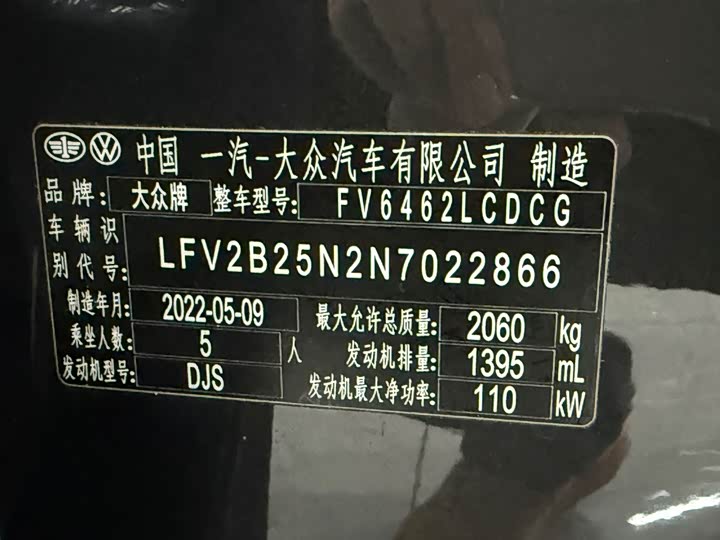 中国 一汽-大众汽车有限公司 制造
品牌: 大众牌 整车型号: FV6462LCDCG
车辆识别代号: LFV2B25N2N7022866
制造年月: 2022-05-09 最大允许总质量: 2060 kg
乘坐人数: 5 人 发动机排量: 1395 mL
发动机型号: DJS 发动机最大净功率: 110 kW